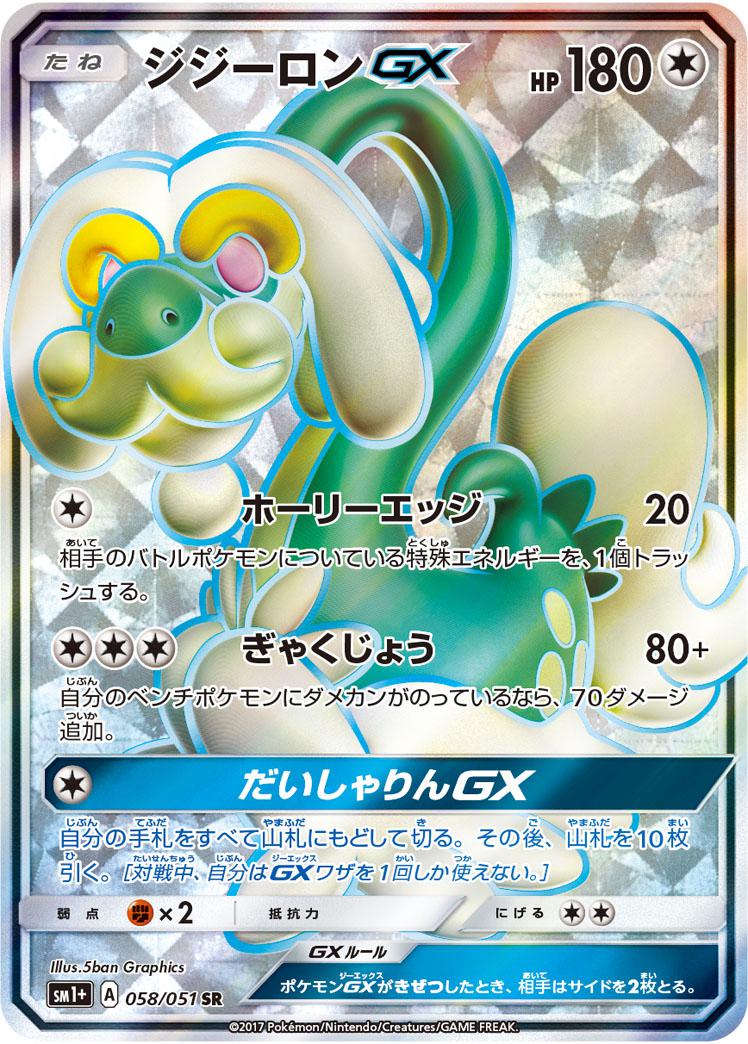 たね ジジーロンGX HP 180
ホーリーエッジ 20
相手のバトルポケモンについている特殊エネルギーを、1個トラッ
シュする。
ぎゃくじょう 80+
自分のベンチポケモンにダメカンがのっているなら、70ダメージ
追加。
だいしゃりんGX
自分の手札をすべて山札にもどして切る。その後、山札を10枚
引く。[対戦中、自分はGXワザを1回しか使えない。]
弱点 ×2 抵抗力 にげる
Illus.5ban Graphics GXルール
SM1+ A 058/051 SR ポケモンGXがきぜつしたとき、相手はサイドを2枚とる。
©2017 Pokémon/Nintendo/Creatures/GAME FREAK.